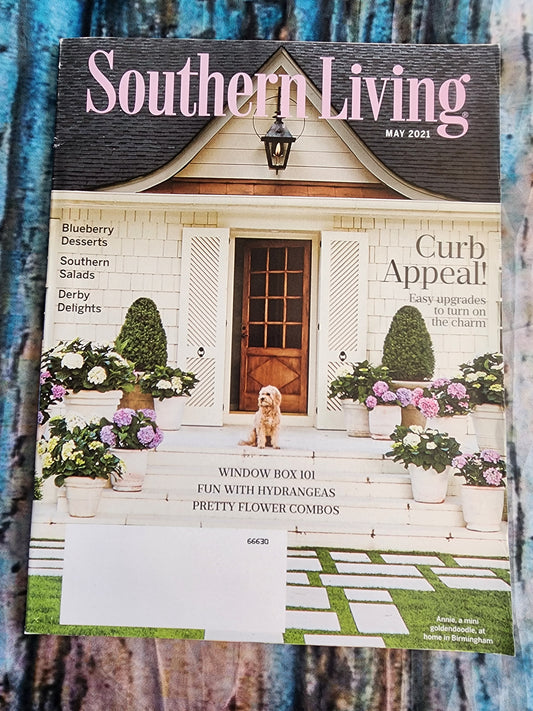 Southern Living®
MAY 2021
Blueberry
Desserts
Southern
Salads
Derby
Delights
Curb
Appeal!
Easy upgrades
to turn on
the charm
WINDOW BOX 101
FUN WITH HYDRANGEAS
PRETTY FLOWER COMBOS
66630
Annie, a mini
goldendoodle, at
home in Birmingham